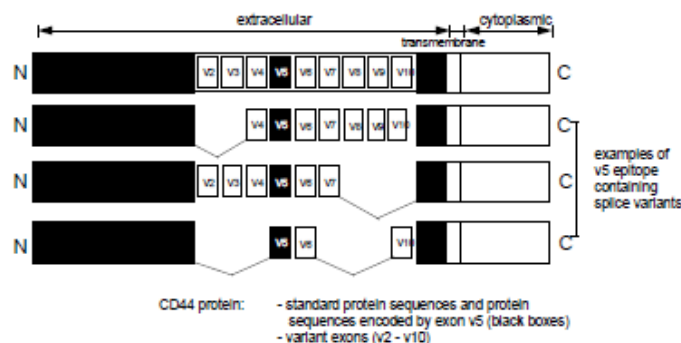 extracellular cytoplasmic
transmembrane
N V2 V3 V4 V5 V6 V7 V8 V9 V10 C
N V4 V5 V6 V7 V8 V9 V10 C
N V2 V3 V4 V5 V6 V7 C
N V5 V6 V10 C
examples of
v5 epitope
containing
splice variants
CD44 protein: - standard protein sequences and protein
sequences encoded by exon v5 (black boxes)
- variant exons (v2 - v10)